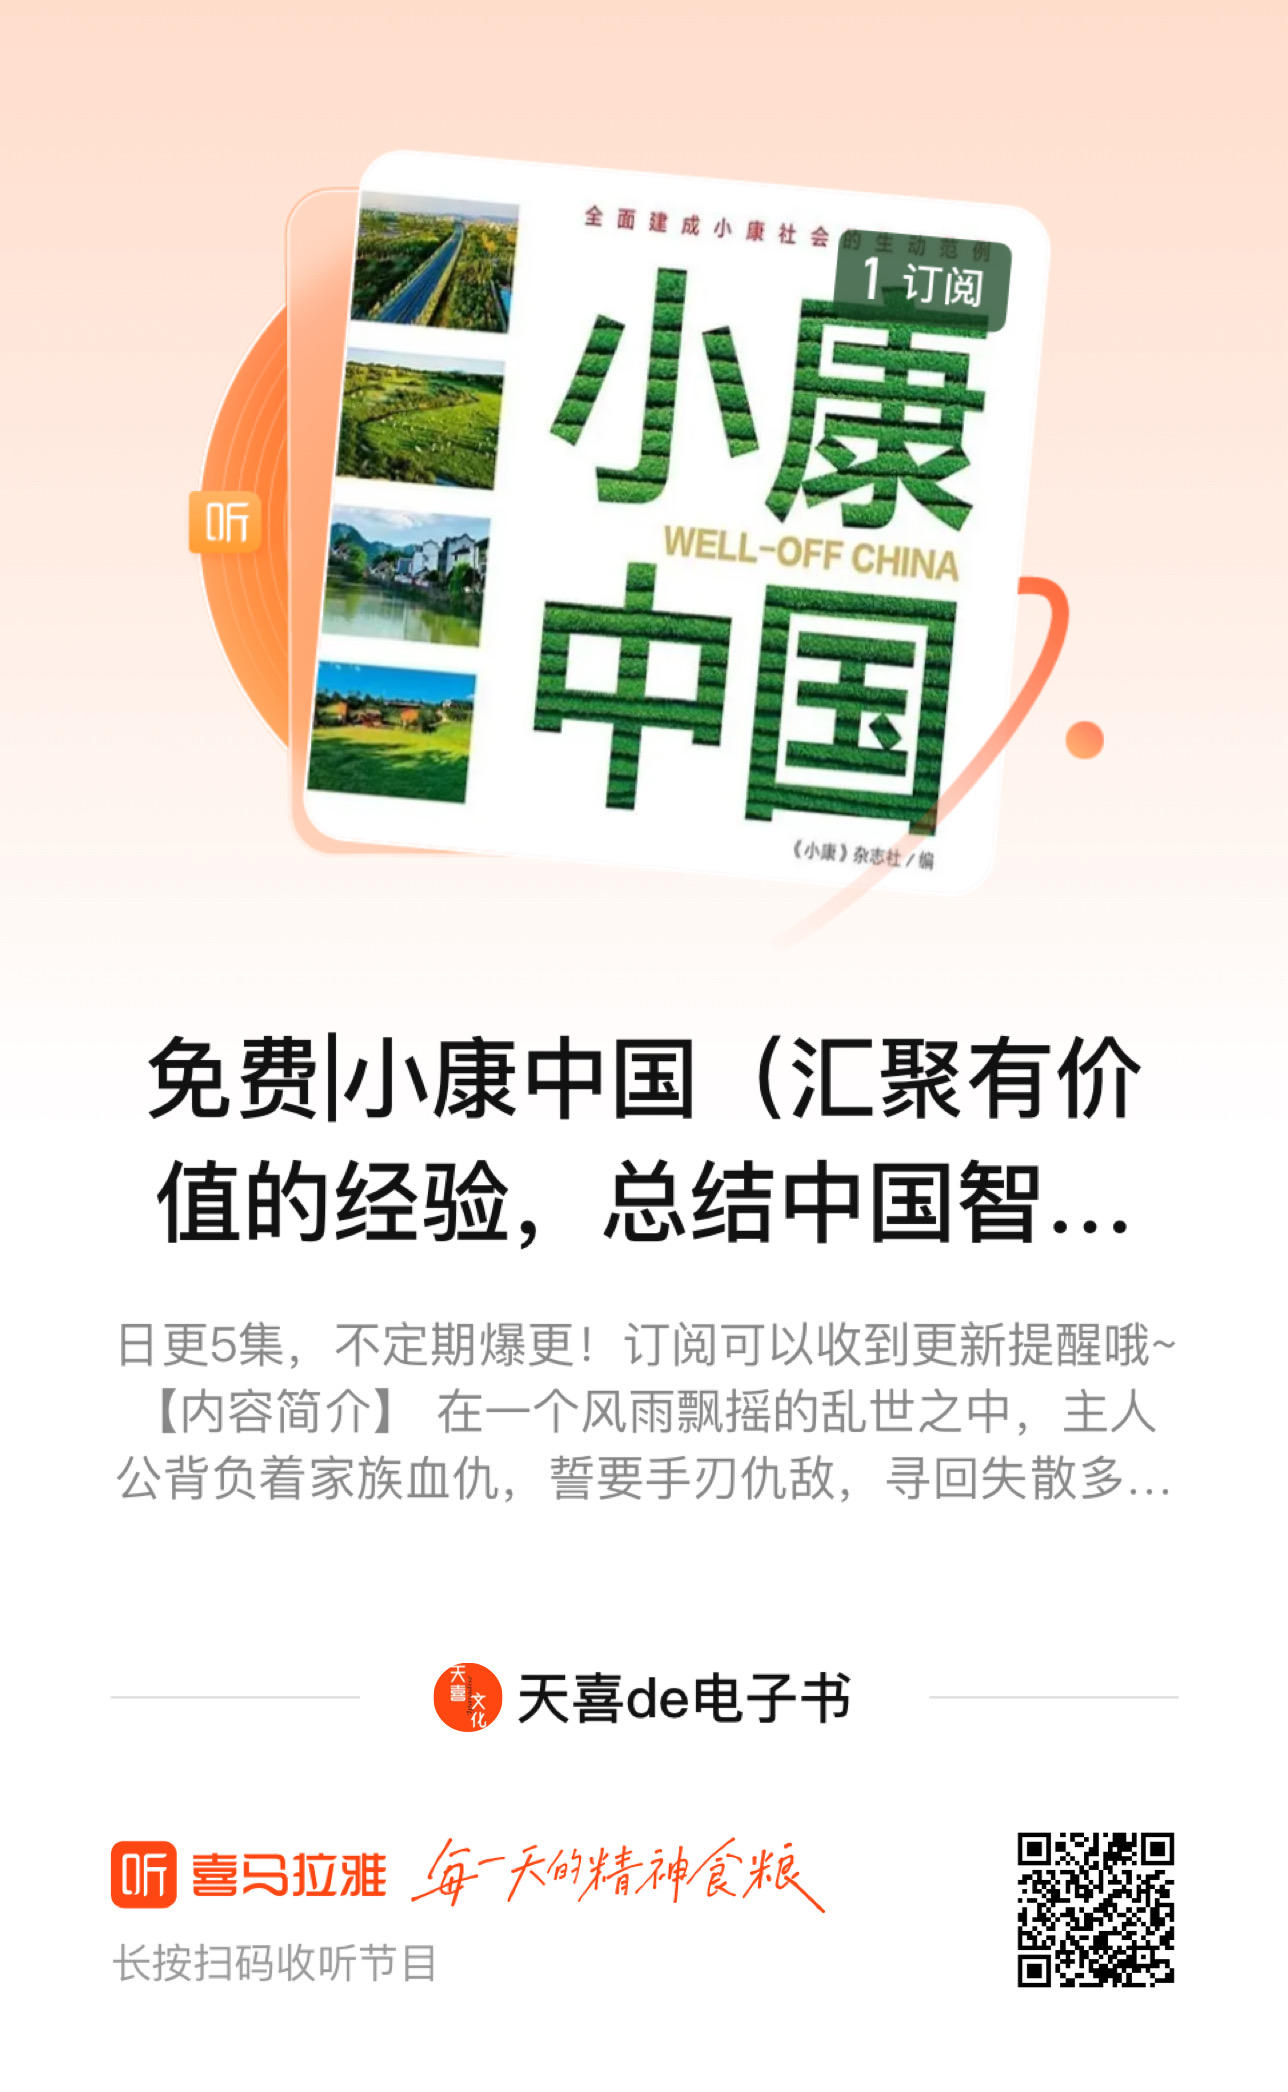 全面建成小康社会的生动范例
1 订阅
小康
WELL-OFF CHINA
中国
《小康》杂志社/编
听
免费|小康中国（汇聚有价
值的经验，总结中国智...
日更5集，不定期爆更！订阅可以收到更新提醒哦~
【内容简介】 在一个风雨飘摇的乱世之中，主人
公背负着家族血仇，誓要手刃仇敌，寻回失散多...
天喜文化
天喜de电子书
听 喜马拉雅 每一天的精神食粮
长按扫码收听节目